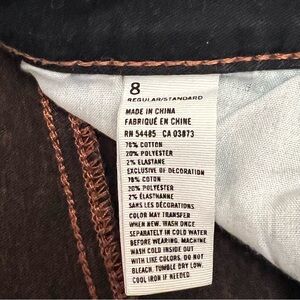 8
REGULAR/STANDARD
MADE IN CHINA
FABRIQUÉ EN CHINE
RN 54485 CA 03873
78% COTTON
20% POLYESTER
2% ELASTANE
EXCLUSIVE OF DECORATION
78% COTON
20% POLYESTER
2% ÉLASTHANNE
SANS LES DÉCORATIONS
COLOR MAY TRANSFER
WHEN NEW. WASH ONCE
SEPARATELY IN COLD WATER
BEFORE WEARING. MACHINE
WASH COLD INSIDE OUT
WITH LIKE COLORS. DO NOT
BLEACH. TUMBLE DRY LOW.
COOL IRON IF NEEDED.